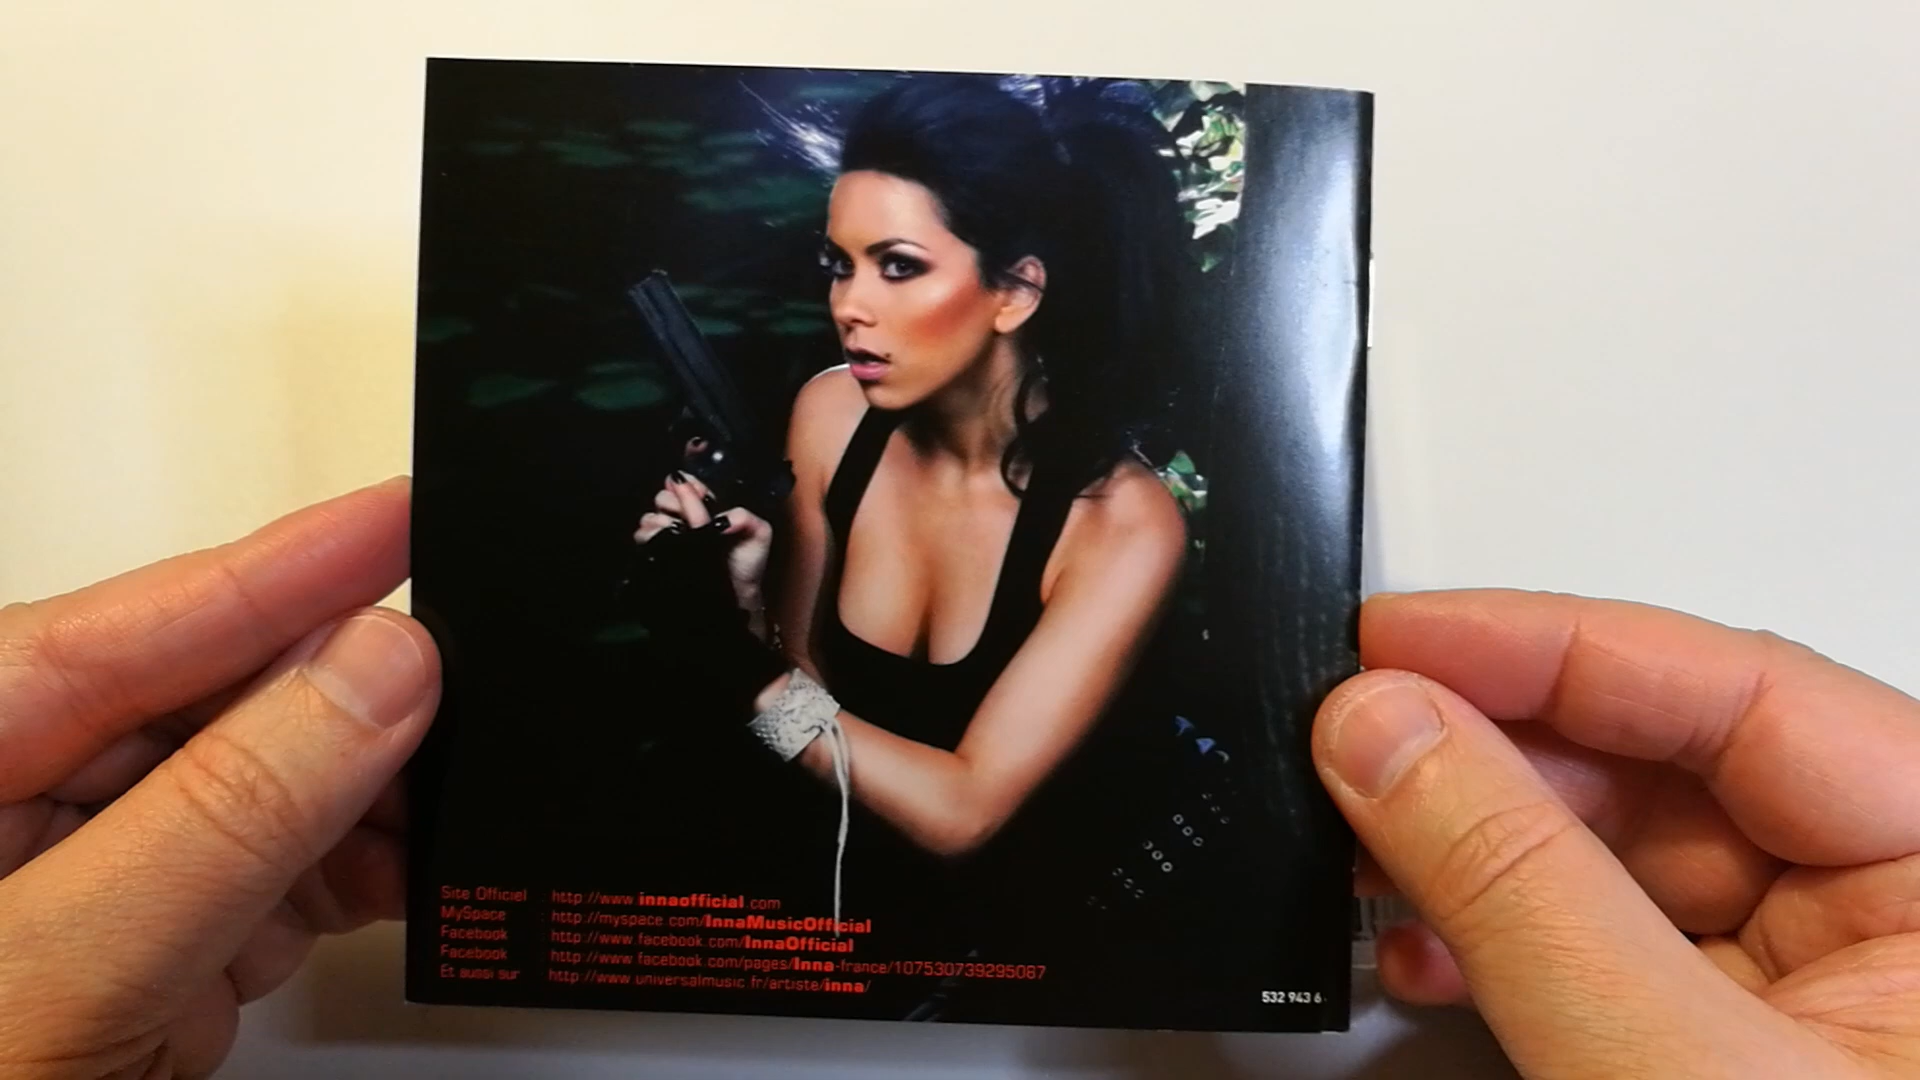 Site Officiel : http://www.innaofficial.com
MySpace : http://myspace.com/InnaMusicOfficial
Facebook : http://www.facebook.com/InnaOfficial
Facebook : http://www.facebook.com/pages/Inna-france/107530739295087
Et aussi sur http://www.universalmusic.fr/artiste/inna/
532 943 6